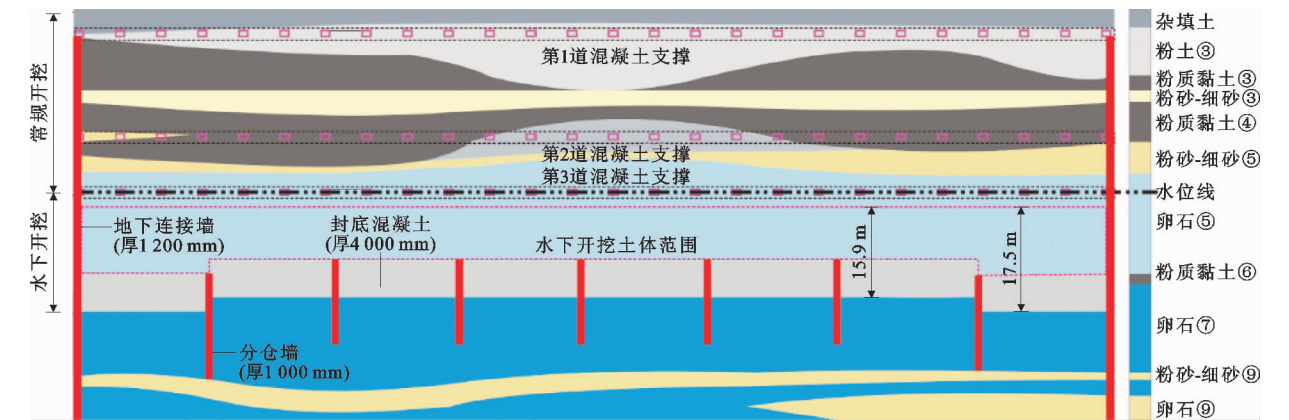 常规开挖
水下开挖
第1道混凝土支撑
第2道混凝土支撑
第3道混凝土支撑
地下连接墙
(厚1 200 mm)
封底混凝土
(厚4 000 mm)
水下开挖土体范围
15.9 m
17.5 m
分仓墙
(厚1 000 mm)
杂填土
粉土③
粉质黏土③
粉砂-细砂③
粉质黏土④
粉砂-细砂⑤
水位线
卵石⑤
粉质黏土⑥
卵石⑦
粉砂-细砂⑨
卵石⑨